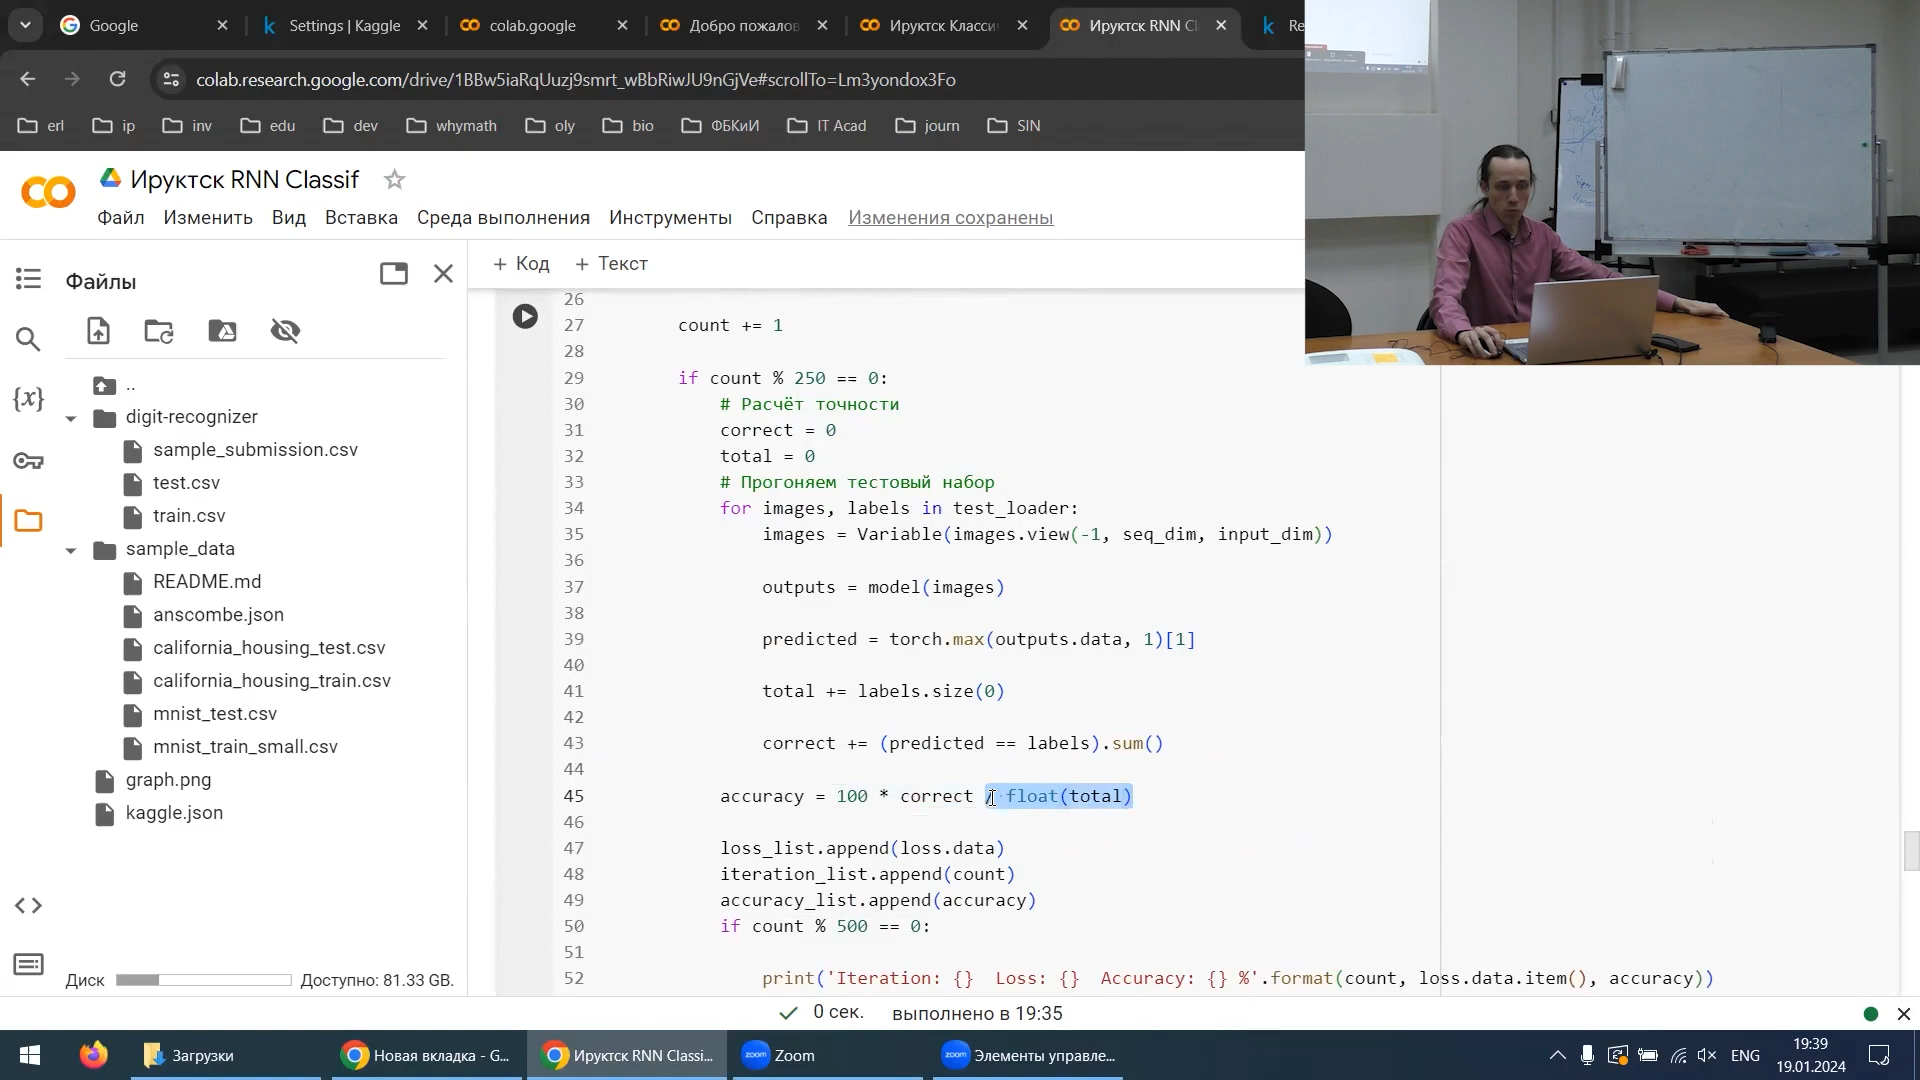 Google
Settings | Kaggle
colab.google
Добро пожалов
Ируктск Класси
Ируктск RNN Cl
Re
colab.research.google.com/drive/1BBw5iaRqUuzj9smrt_wBbRiwJU9nGjVe#scrollTo=Lm3yondox3Fo
erl ip inv edu dev whymath oly bio ФБКиИ IT Acad journ SIN
Ируктск RNN Classif
Файл Изменить Вид Вставка Среда выполнения Инструменты Справка Изменения сохранены
+ Код + Текст
Файлы
..
digit-recognizer
sample_submission.csv
test.csv
train.csv
sample_data
README.md
anscombe.json
california_housing_test.csv
california_housing_train.csv
mnist_test.csv
mnist_train_small.csv
graph.png
kaggle.json
Диск Доступно: 81.33 GB.
26
27 count += 1
28
29 if count % 250 == 0:
30 # Расчёт точности
31 correct = 0
32 total = 0
33 # Прогоняем тестовый набор
34 for images, labels in test_loader:
35 images = Variable(images.view(-1, seq_dim, input_dim))
36
37 outputs = model(images)
38
39 predicted = torch.max(outputs.data, 1)[1]
40
41 total += labels.size(0)
42
43 correct += (predicted == labels).sum()
44
45 accuracy = 100 * correct / float(total)
46
47 loss_list.append(loss.data)
48 iteration_list.append(count)
49 accuracy_list.append(accuracy)
50 if count % 500 == 0:
51
52 print('Iteration: {}  Loss: {}  Accuracy: {} %'.format(count, loss.data.item(), accuracy))
0 сек. выполнено в 19:35
Загрузки
Новая вкладка - G...
Ируктск RNN Classi...
zoom Zoom
zoom Элементы управле...
ENG
19:39
19.01.2024